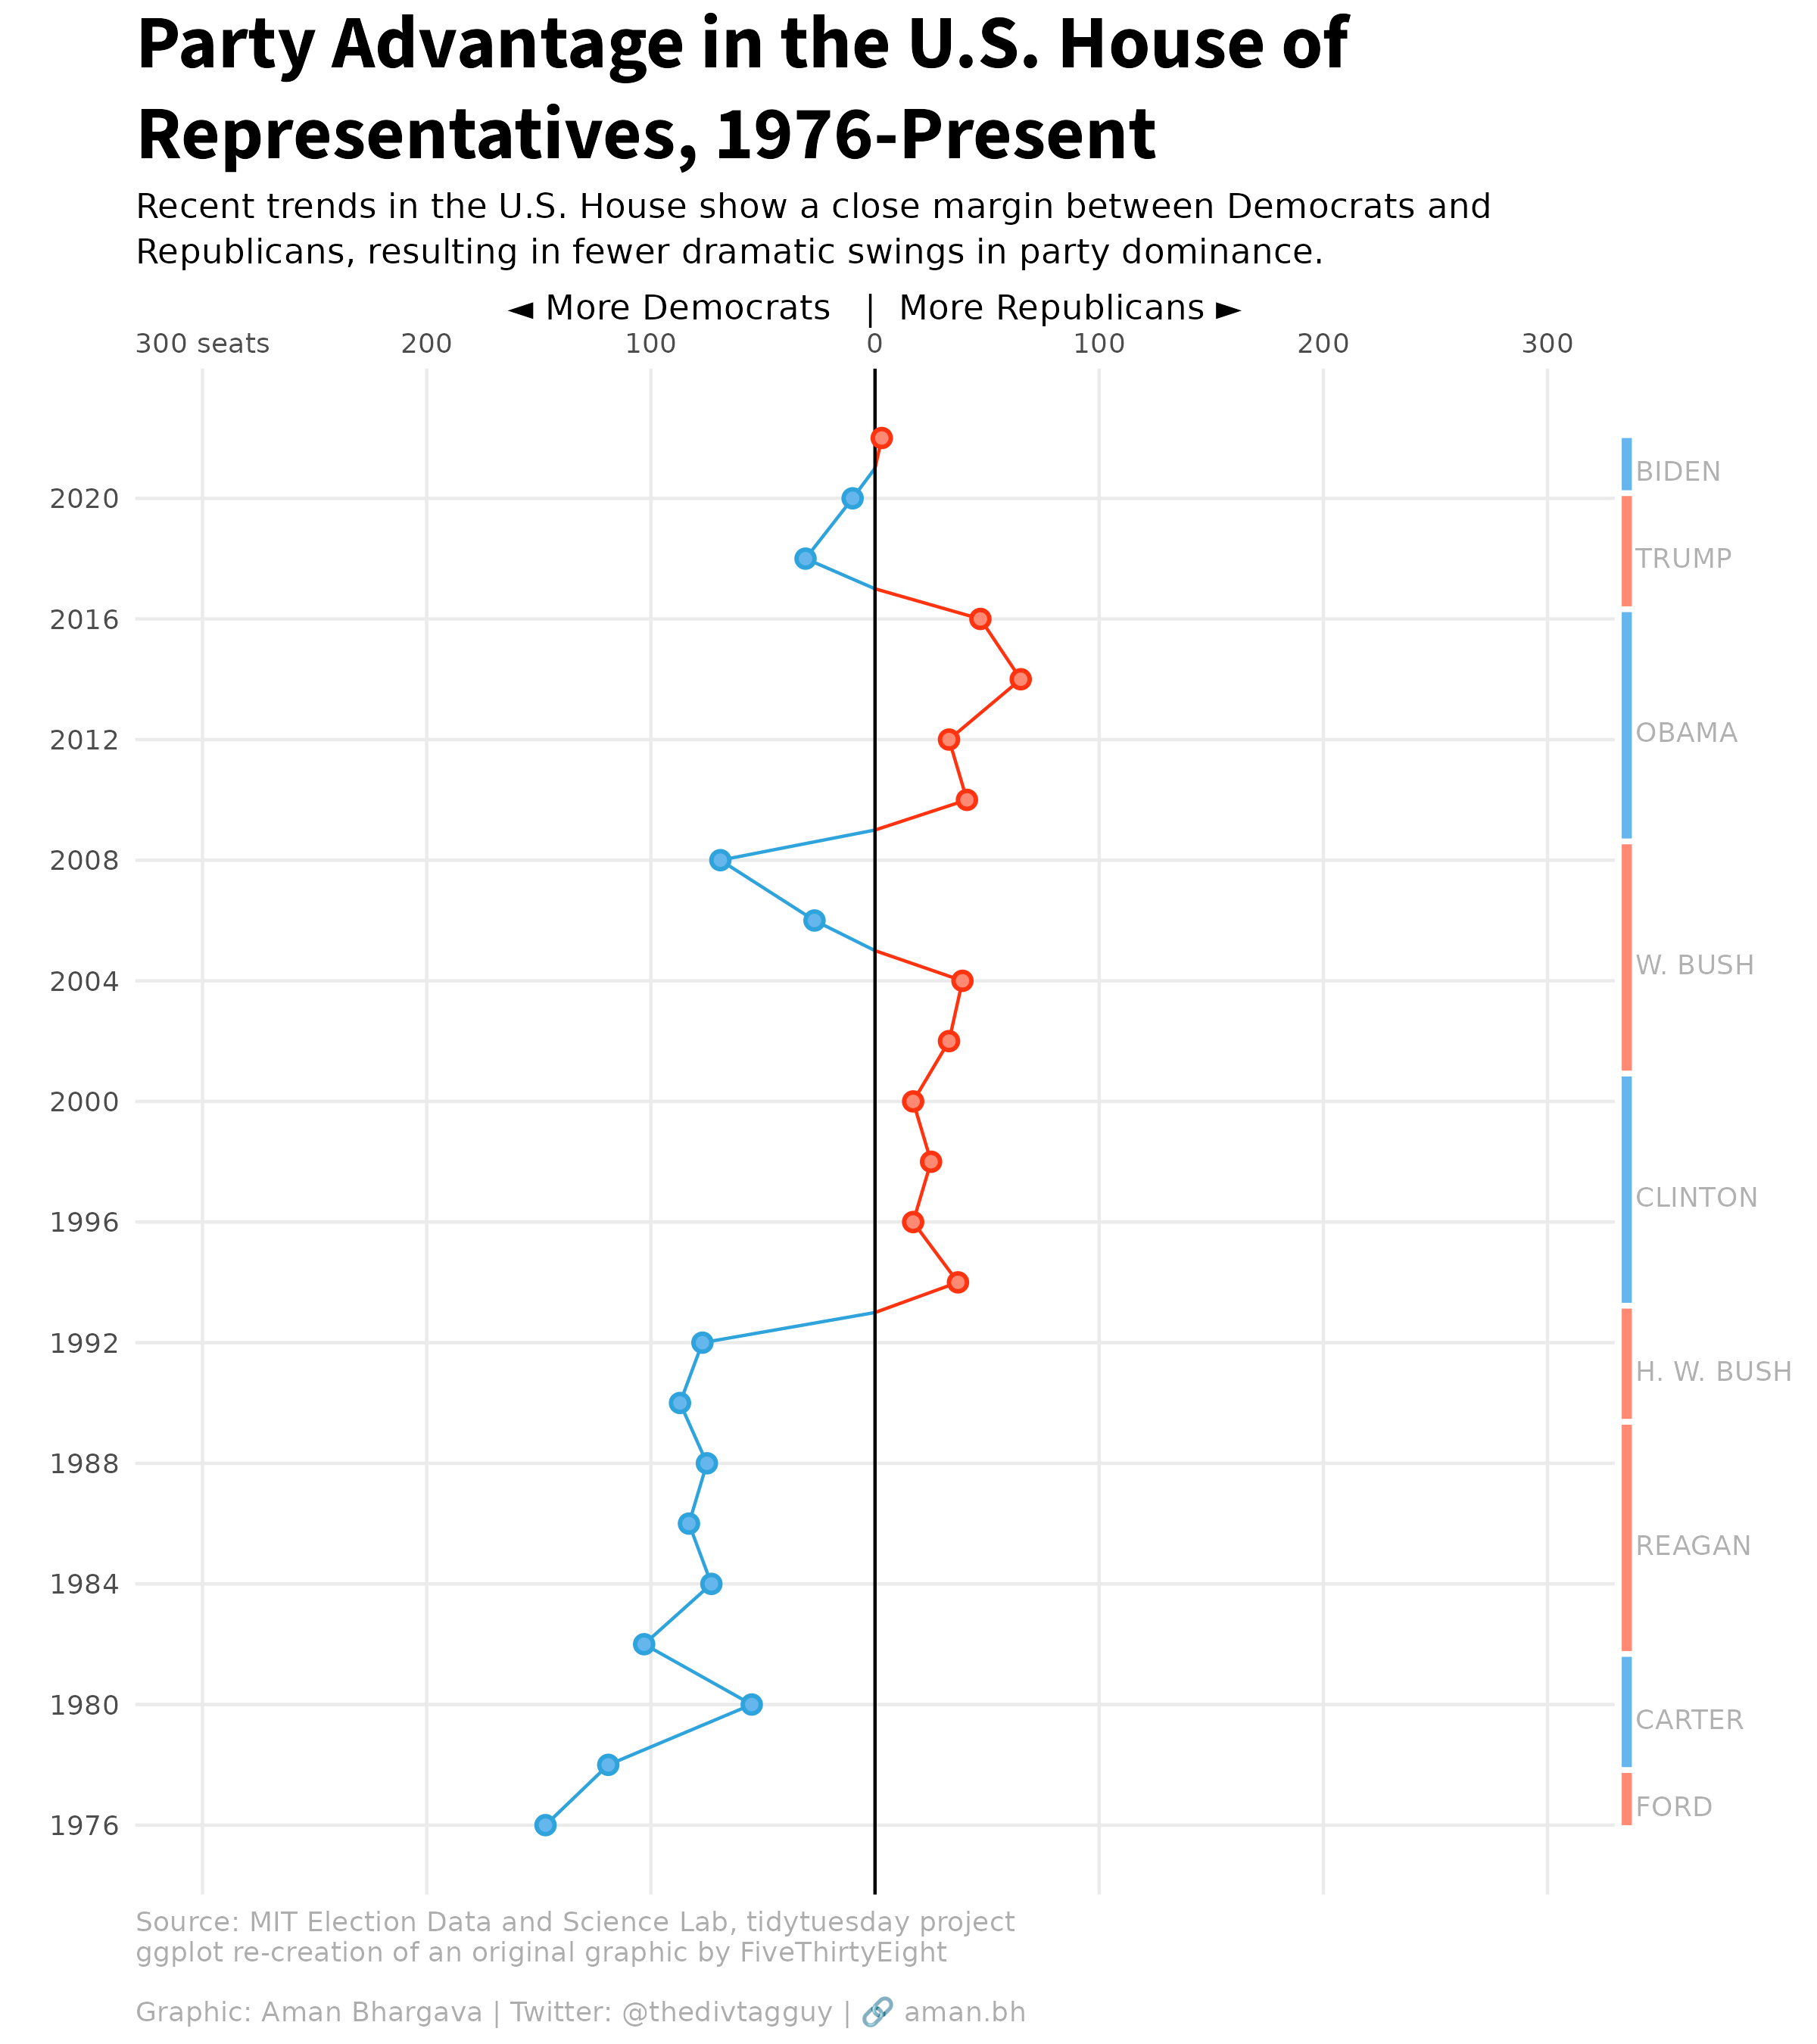 Party Advantage in the U.S. House of
Representatives, 1976-Present
Recent trends in the U.S. House show a close margin between Democrats and
Republicans, resulting in fewer dramatic swings in party dominance.
◄ More Democrats | More Republicans ►
300 seats 200 100 0 100 200 300
BIDEN
2020
TRUMP
2016
OBAMA
2012
2008
W. BUSH
2004
2000
CLINTON
1996
1992
H. W. BUSH
1988
REAGAN
1984
1980
CARTER
FORD
1976
Source: MIT Election Data and Science Lab, tidytuesday project
ggplot re-creation of an original graphic by FiveThirtyEight
Graphic: Aman Bhargava | Twitter: @thedivtagguy | 🔗 aman.bh